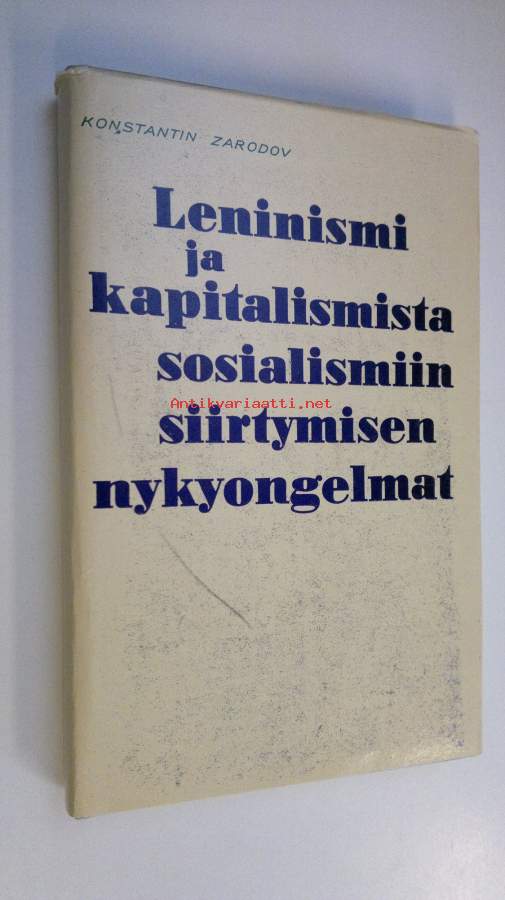 KONSTANTIN ZARODOV
Leninismi
ja
kapitalismista
sosialismiin
Antikvariaatti.net
siirtymisen
nykyongelmat